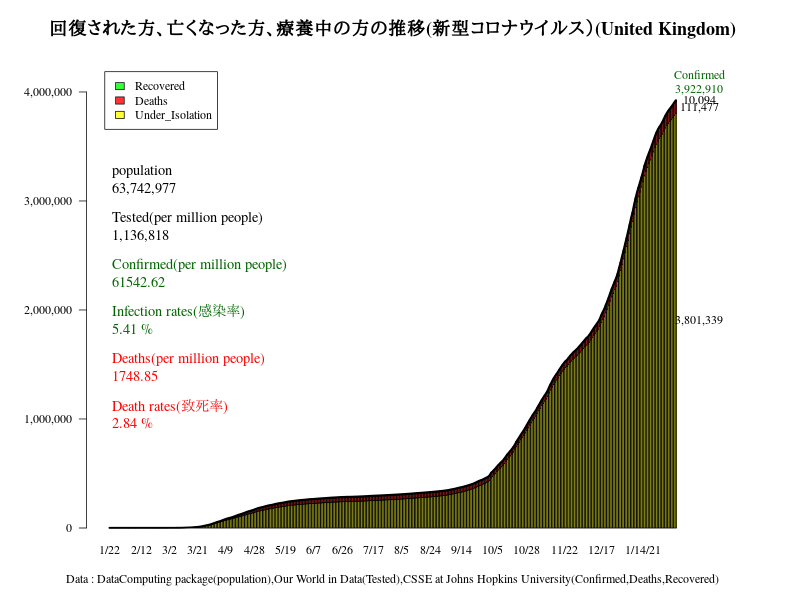 回復された方、亡くなった方、療養中の方の推移(新型コロナウイルス)(United Kingdom)
Confirmed
3,922,910
10,094
111,477
3,801,339
Recovered
Deaths
Under_Isolation
population
63,742,977
Tested(per million people)
1,136,818
Confirmed(per million people)
61542.62
Infection rates(感染率)
5.41 %
Deaths(per million people)
1748.85
Death rates(致死率)
2.84 %
4,000,000
3,000,000
2,000,000
1,000,000
0
1/22 2/12 3/2 3/21 4/9 4/28 5/19 6/7 6/26 7/17 8/5 8/24 9/14 10/5 10/28 11/22 12/17 1/14/21
Data : DataComputing package(population),Our World in Data(Tested),CSSE at Johns Hopkins University(Confirmed,Deaths,Recovered)